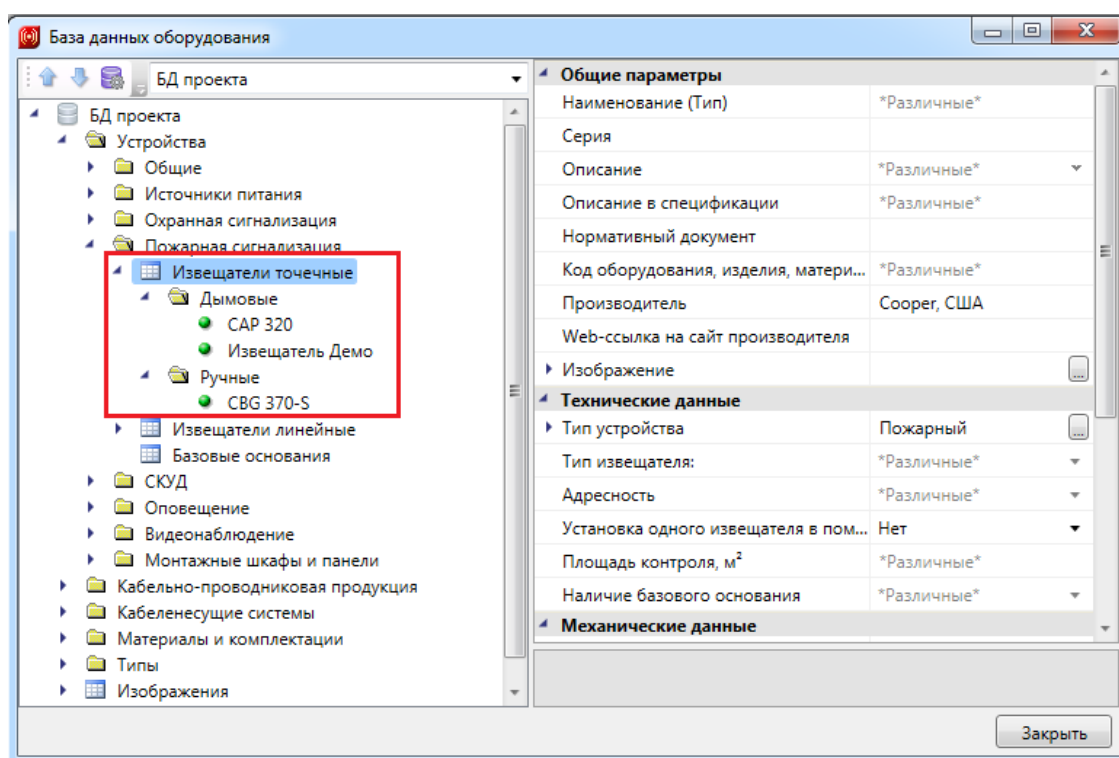 База данных оборудования
БД проекта
БД проекта
Устройства
Общие
Источники питания
Охранная сигнализация
Пожарная сигнализация
Извещатели точечные
Дымовые
CAP 320
Извещатель Демо
Ручные
CBG 370-S
Извещатели линейные
Базовые основания
СКУД
Оповещение
Видеонаблюдение
Монтажные шкафы и панели
Кабельно-проводниковая продукция
Кабеленесущие системы
Материалы и комплектации
Типы
Изображения
Общие параметры
Наименование (Тип) *Различные*
Серия
Описание *Различные*
Описание в спецификации *Различные*
Нормативный документ
Код оборудования, изделия, матери... *Различные*
Производитель Cooper, США
Web-ссылка на сайт производителя
Изображение ...
Технические данные
Тип устройства Пожарный ...
Тип извещателя: *Различные*
Адресность *Различные*
Установка одного извещателя в пом... Нет
Площадь контроля, м² *Различные*
Наличие базового основания *Различные*
Механические данные
Закрыть